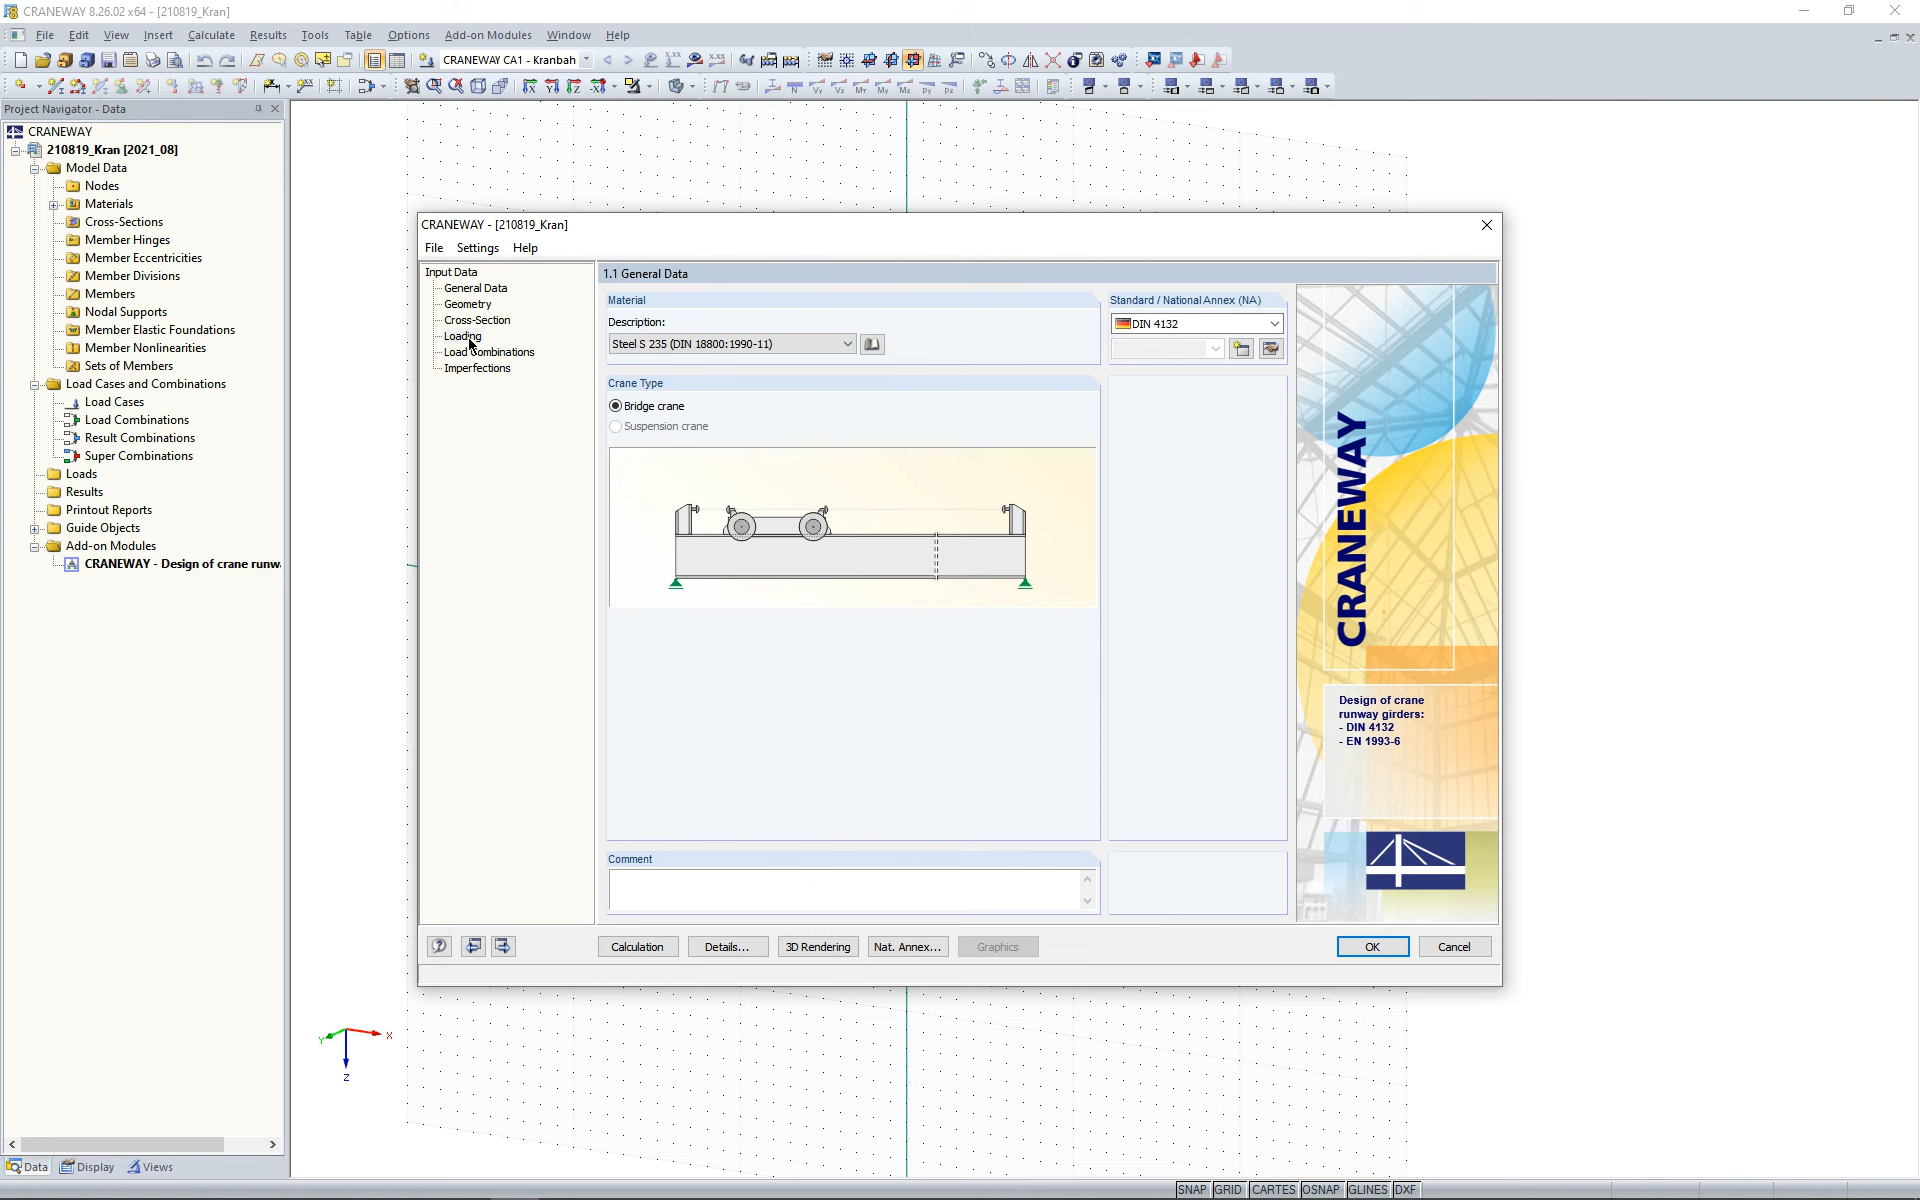 CRANEWAY 8.26.02 x64 - [210819_Kran]
File Edit View Insert Calculate Results Tools Table Options Add-on Modules Window Help
CRANEWAY CA1 - Kranbah
Project Navigator - Data
CRANEWAY
210819_Kran [2021_08]
Model Data
Nodes
Materials
Cross-Sections
Member Hinges
Member Eccentricities
Member Divisions
Members
Nodal Supports
Member Elastic Foundations
Member Nonlinearities
Sets of Members
Load Cases and Combinations
Load Cases
Load Combinations
Result Combinations
Super Combinations
Loads
Results
Printout Reports
Guide Objects
Add-on Modules
CRANEWAY - Design of crane runw
Data Display Views
CRANEWAY - [210819_Kran]
File Settings Help
Input Data
General Data
Geometry
Cross-Section
Loading
Load Combinations
Imperfections
1.1 General Data
Material
Description:
Steel S 235 (DIN 18800:1990-11)
Standard / National Annex (NA)
DIN 4132
Crane Type
Bridge crane
Suspension crane
Comment
CRANEWAY
Design of crane
runway girders:
- DIN 4132
- EN 1993-6
Calculation Details... 3D Rendering Nat. Annex... Graphics OK Cancel
X
Y
Z
SNAP GRID CARTES OSNAP GLINES DXF